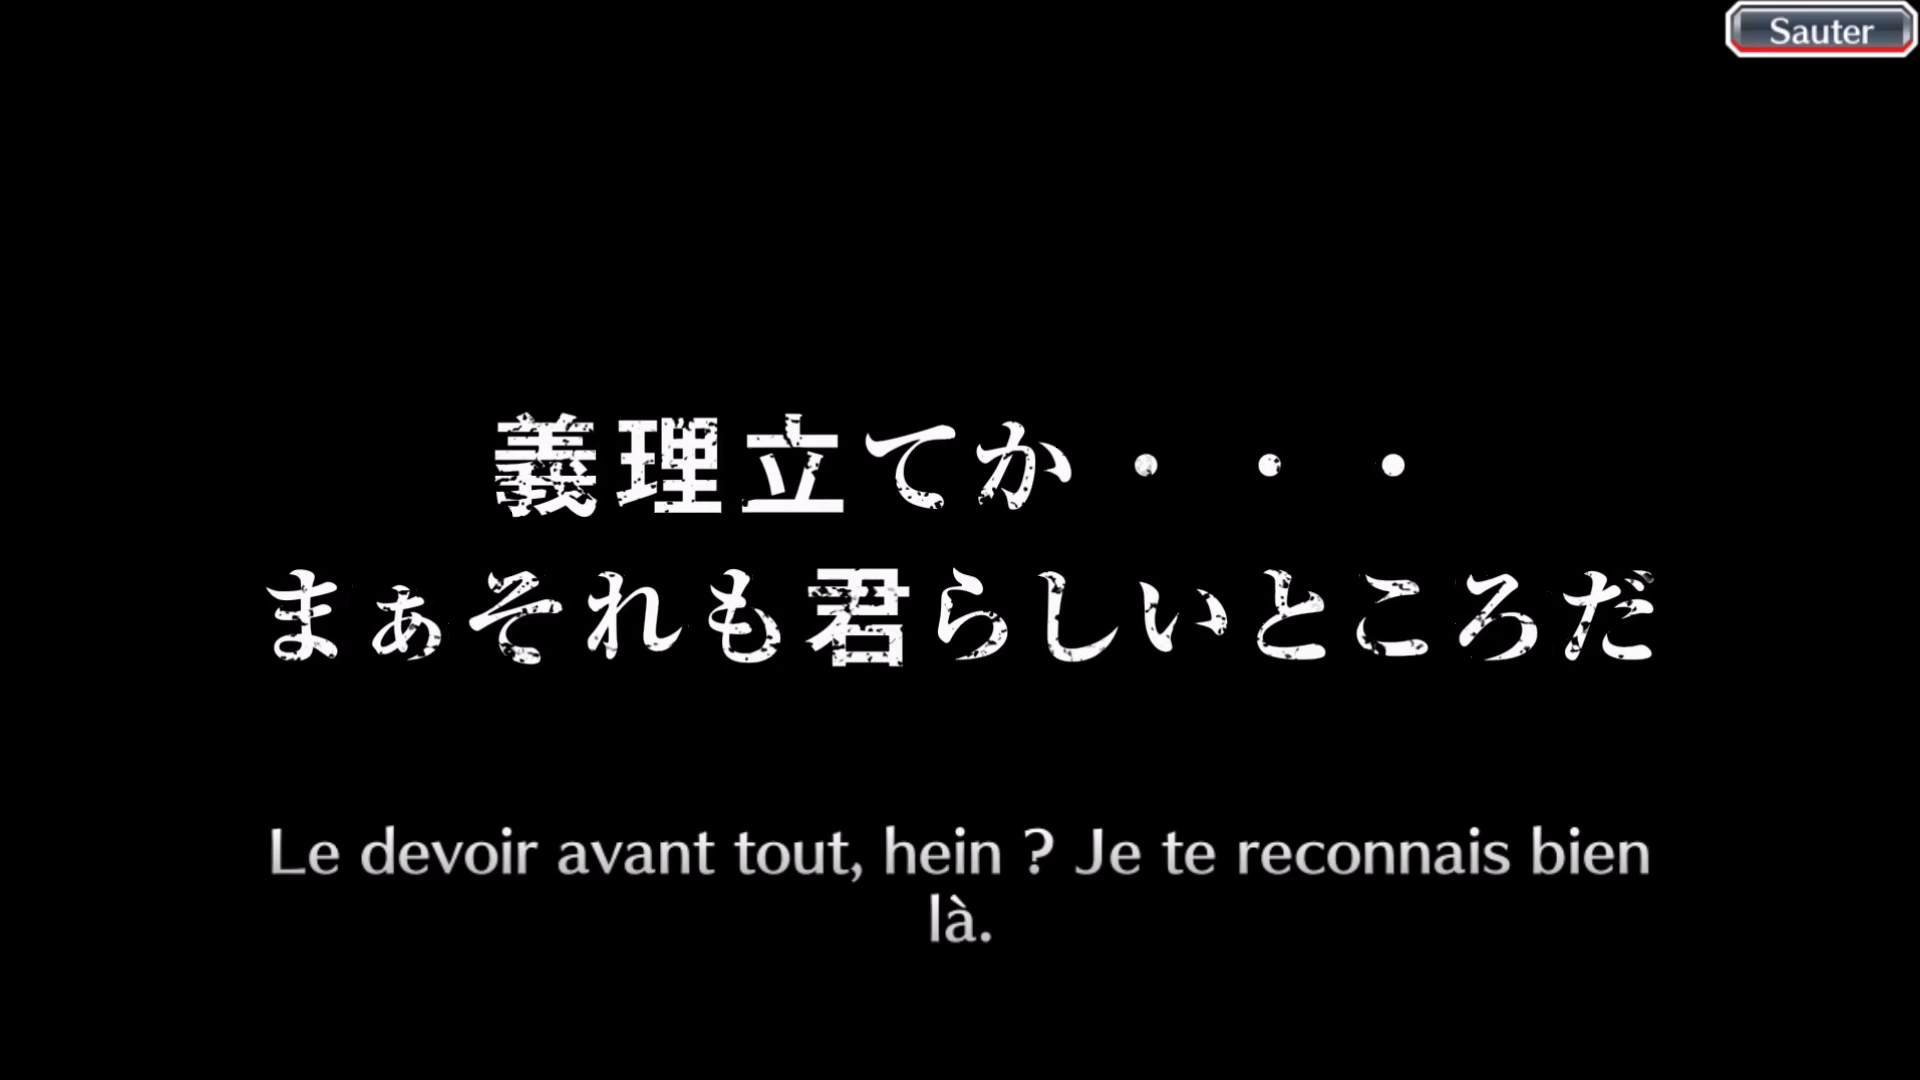 Sauter
義理立てか・・・
まぁそれも君らしいところだ
Le devoir avant tout, hein ? Je te reconnais bien
là.